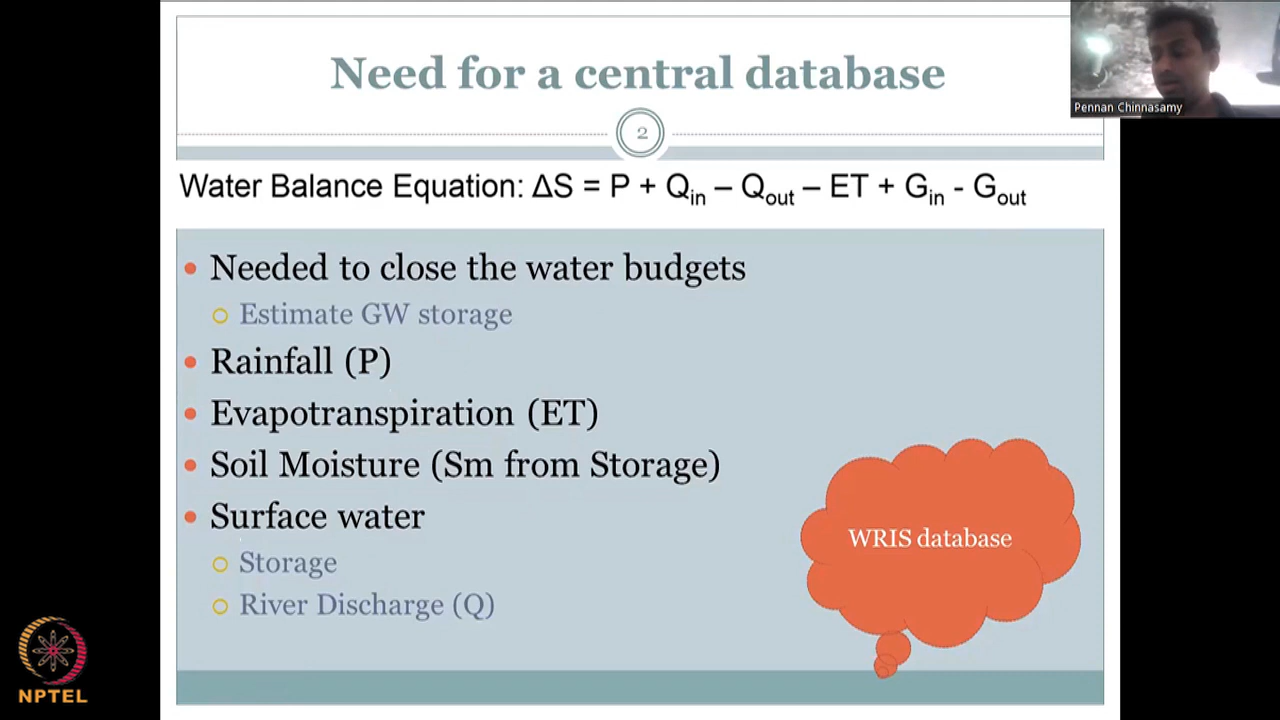 Need for a central database
Pennan Chinnasamy
2
Water Balance Equation: ΔS = P + Qin – Qout – ET + Gin - Gout
Needed to close the water budgets
Estimate GW storage
Rainfall (P)
Evapotranspiration (ET)
Soil Moisture (Sm from Storage)
Surface water
Storage
River Discharge (Q)
WRIS database
NPTEL